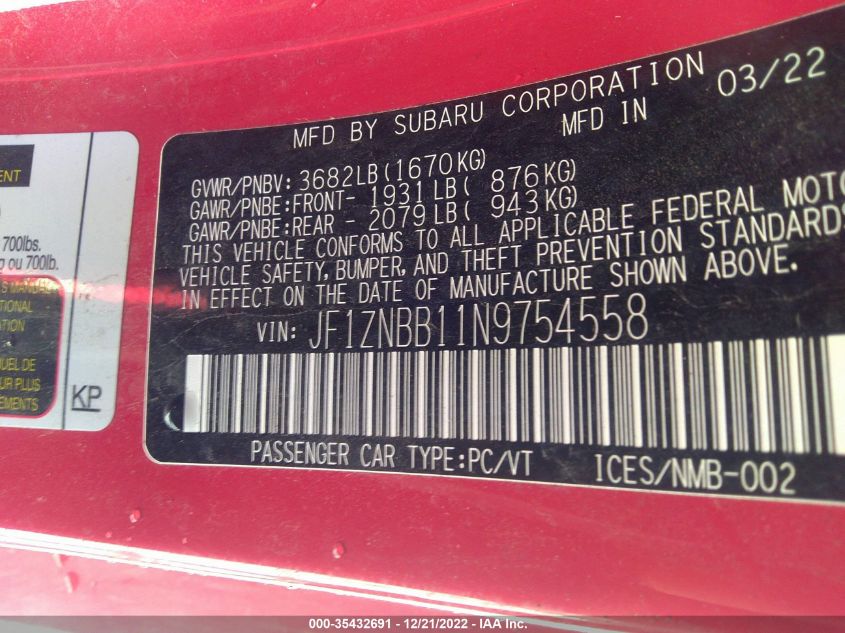 MFD BY SUBARU CORPORATION 03/22
MFD IN
GVWR/PNBV: 3682LB(1670KG)
GAWR/PNBE:FRONT- 1931LB( 876KG)
GAWR/PNBE:REAR - 2079LB( 943KG)
THIS VEHICLE CONFORMS TO ALL APPLICABLE FEDERAL MOTO
VEHICLE SAFETY, BUMPER, AND THEFT PREVENTION STANDARDS
IN EFFECT ON THE DATE OF MANUFACTURE SHOWN ABOVE.
VIN: JF1ZNBB11N9754558
PASSENGER CAR TYPE:PC/VT ICES/NMB-002
700lbs.
ou 700lb.
KP
000-35432691 - 12/21/2022 - IAA Inc.